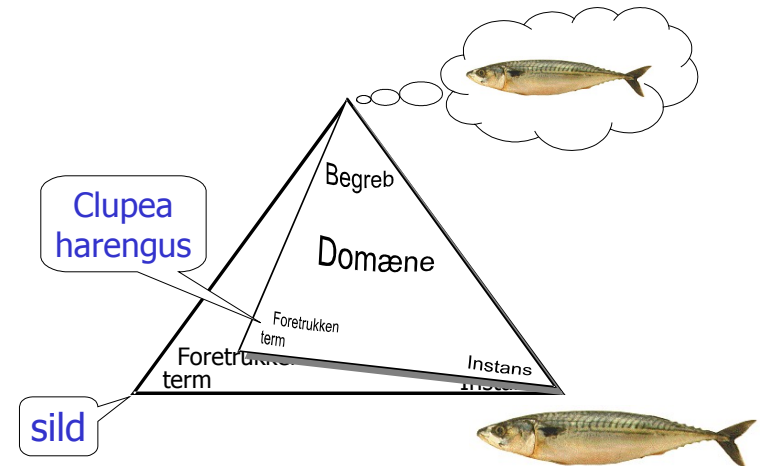 Begreb
Clupea
harengus
Domæne
Foretrukken
term
Instans
term
sild